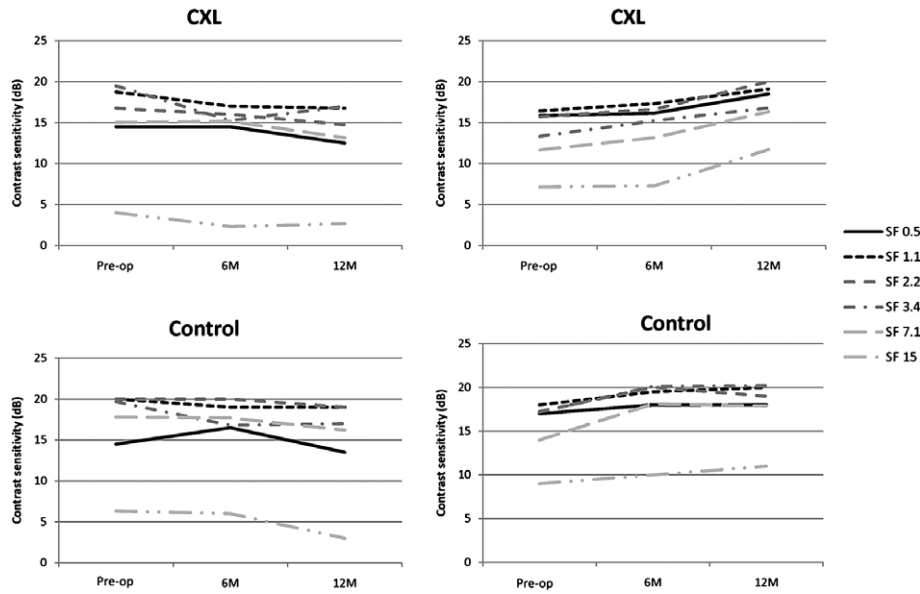 CXL
Contrast sensitivity (dB)
25
20
15
10
5
0
Pre-op 6M 12M
CXL
Contrast sensitivity (dB)
25
20
15
10
5
0
Pre-op 6M 12M
Control
Contrast sensitivity (dB)
25
20
15
10
5
0
Pre-op 6M 12M
Control
Contrast sensitivity (dB)
25
20
15
10
5
0
Pre-op 6M 12M
SF 0.5
SF 1.1
SF 2.2
SF 3.4
SF 7.1
SF 15